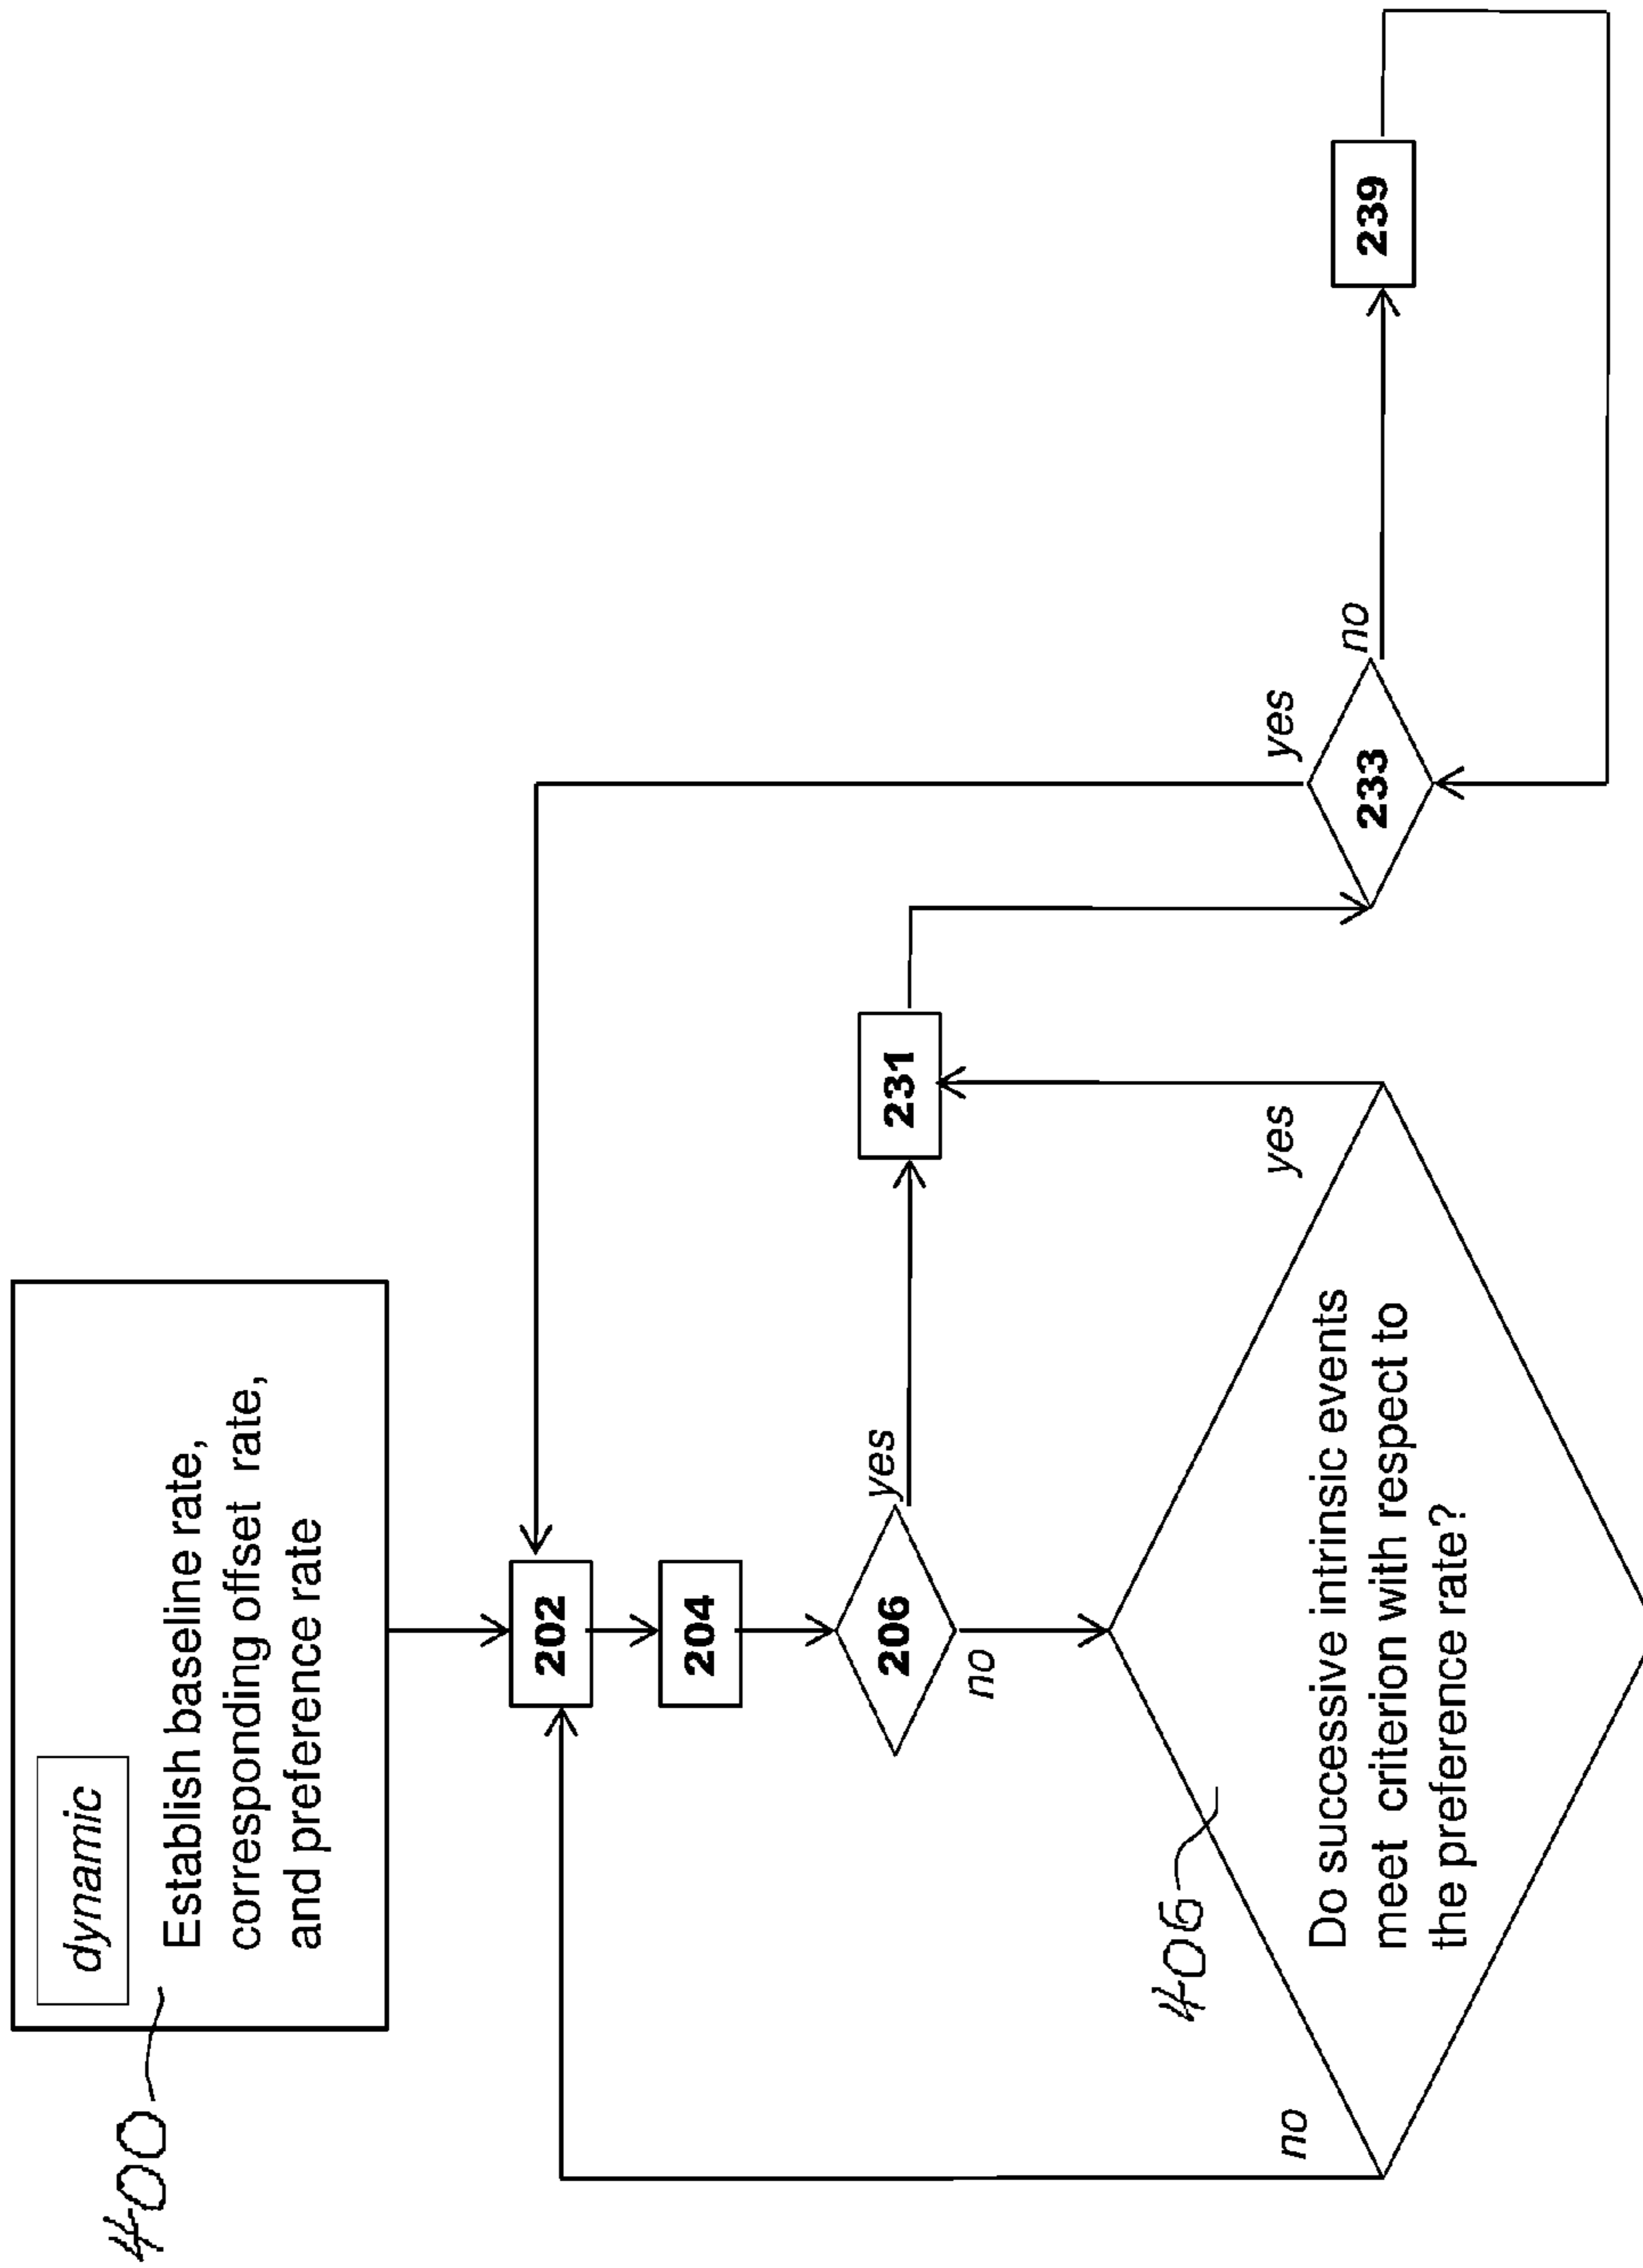 400
dynamic
Establish baseline rate,
corresponding offset rate,
and preference rate
202
204
206
yes
no
231
406
Do successive intrinsic events
meet criterion with respect to
the preference rate?
no
yes
233
yes
no
239